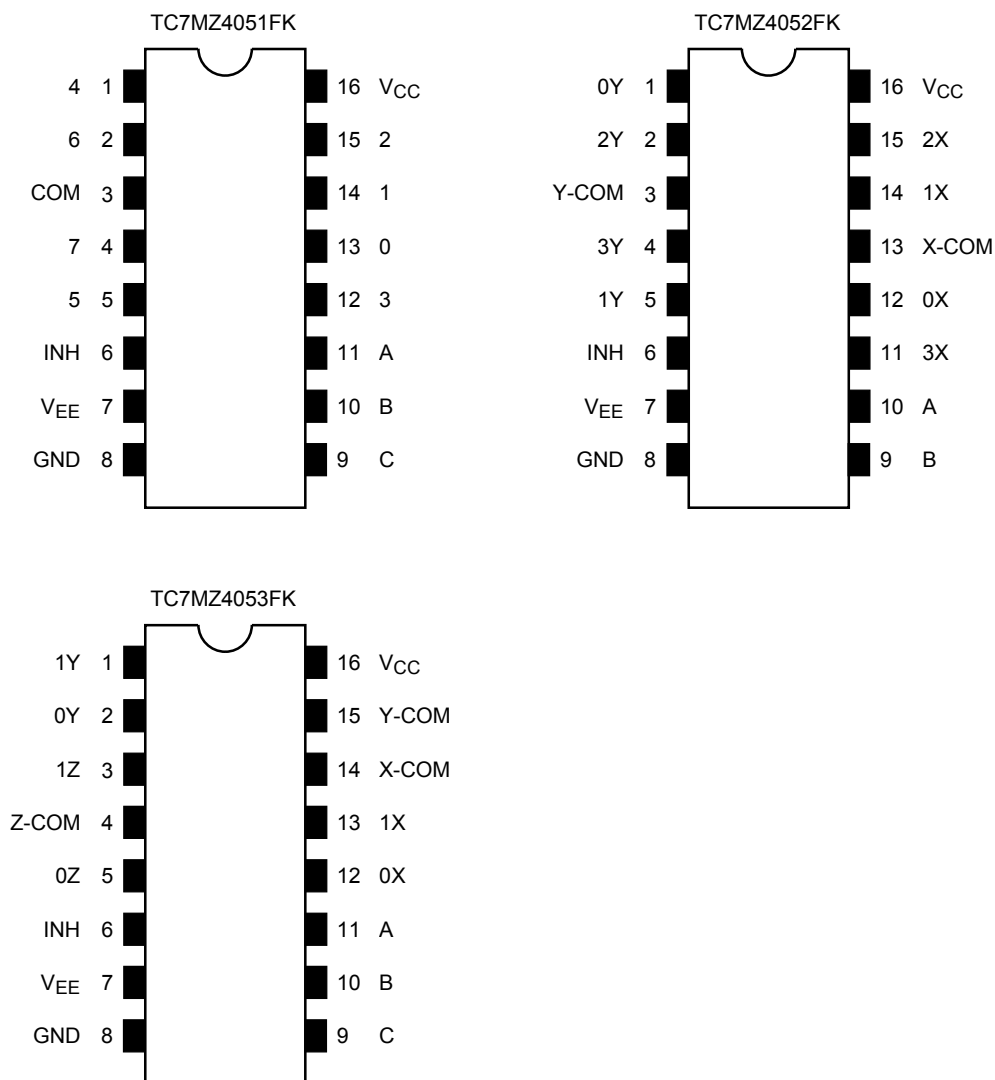 TC7MZ4051FK
4 1 16 VCC
6 2 15 2
COM 3 14 1
7 4 13 0
5 5 12 3
INH 6 11 A
VEE 7 10 B
GND 8 9 C
TC7MZ4052FK
0Y 1 16 VCC
2Y 2 15 2X
Y-COM 3 14 1X
3Y 4 13 X-COM
1Y 5 12 0X
INH 6 11 3X
VEE 7 10 A
GND 8 9 B
TC7MZ4053FK
1Y 1 16 VCC
0Y 2 15 Y-COM
1Z 3 14 X-COM
Z-COM 4 13 1X
0Z 5 12 0X
INH 6 11 A
VEE 7 10 B
GND 8 9 C